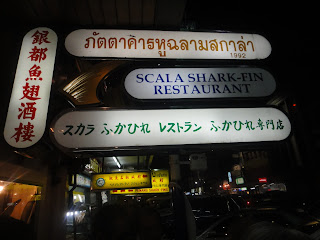 銀都魚翅酒樓
ภัตตาคารหูฉลามสกาล่า
1992
SCALA SHARK-FIN
RESTAURANT
スカラ ふかひれ レストラン ふかひれ専門店